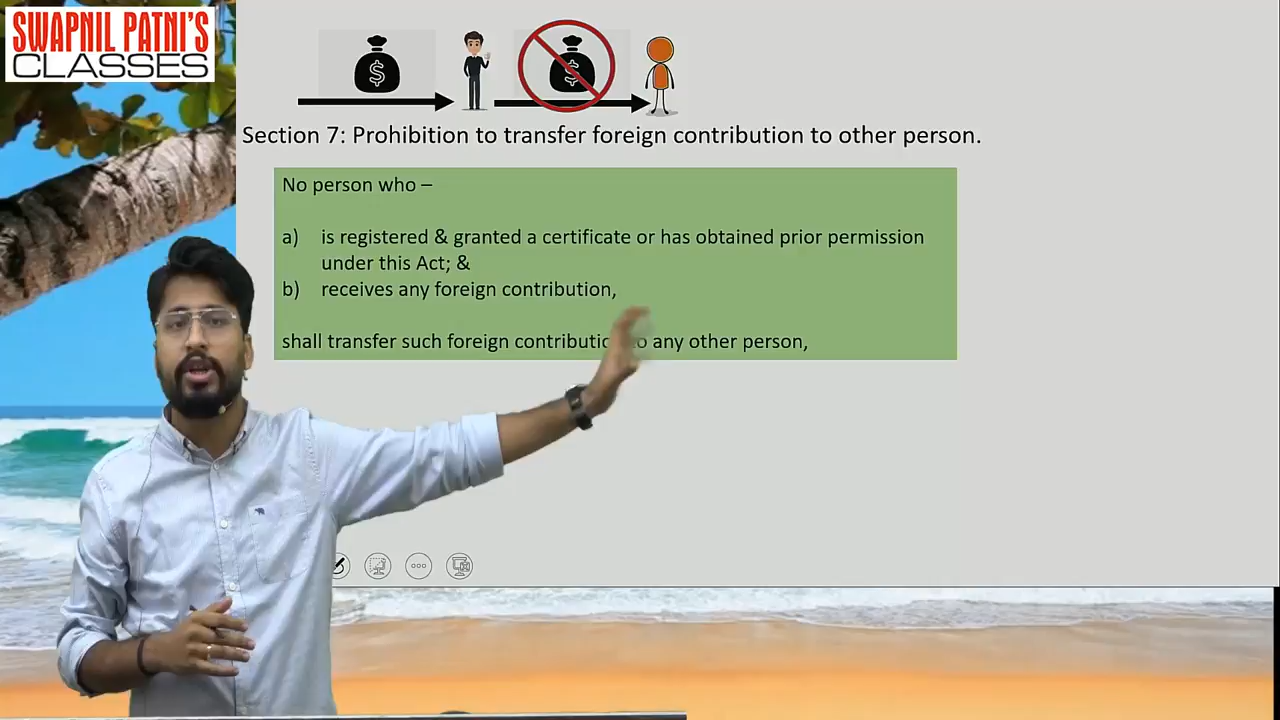 SWAPNIL PATNI'S
CLASSES
$
$
Section 7: Prohibition to transfer foreign contribution to other person.
No person who –
a) is registered & granted a certificate or has obtained prior permission
under this Act; &
b) receives any foreign contribution,
shall transfer such foreign contribution to any other person,